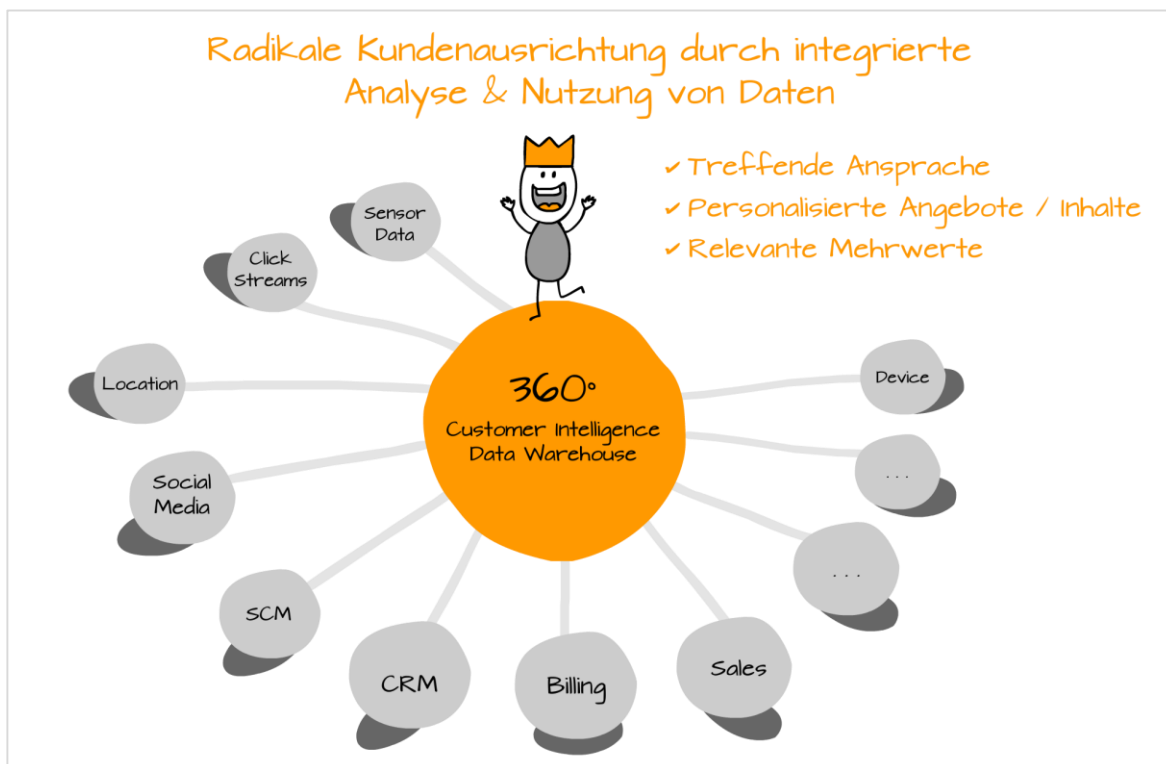 Radikale Kundenausrichtung durch integrierte
Analyse & Nutzung von Daten
✓ Treffende Ansprache
✓ Personalisierte Angebote / Inhalte
✓ Relevante Mehrwerte
Sensor
Data
Click
Streams
Location
Social
Media
SCM
CRM
Billing
Sales
. . .
. . .
Device
360°
Customer Intelligence
Data Warehouse